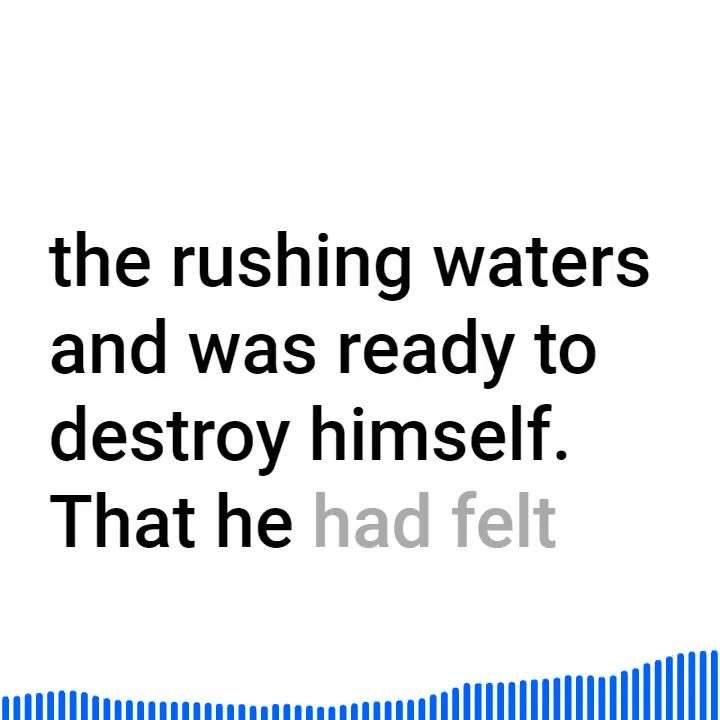 the rushing waters
and was ready to
destroy himself.
That he had felt